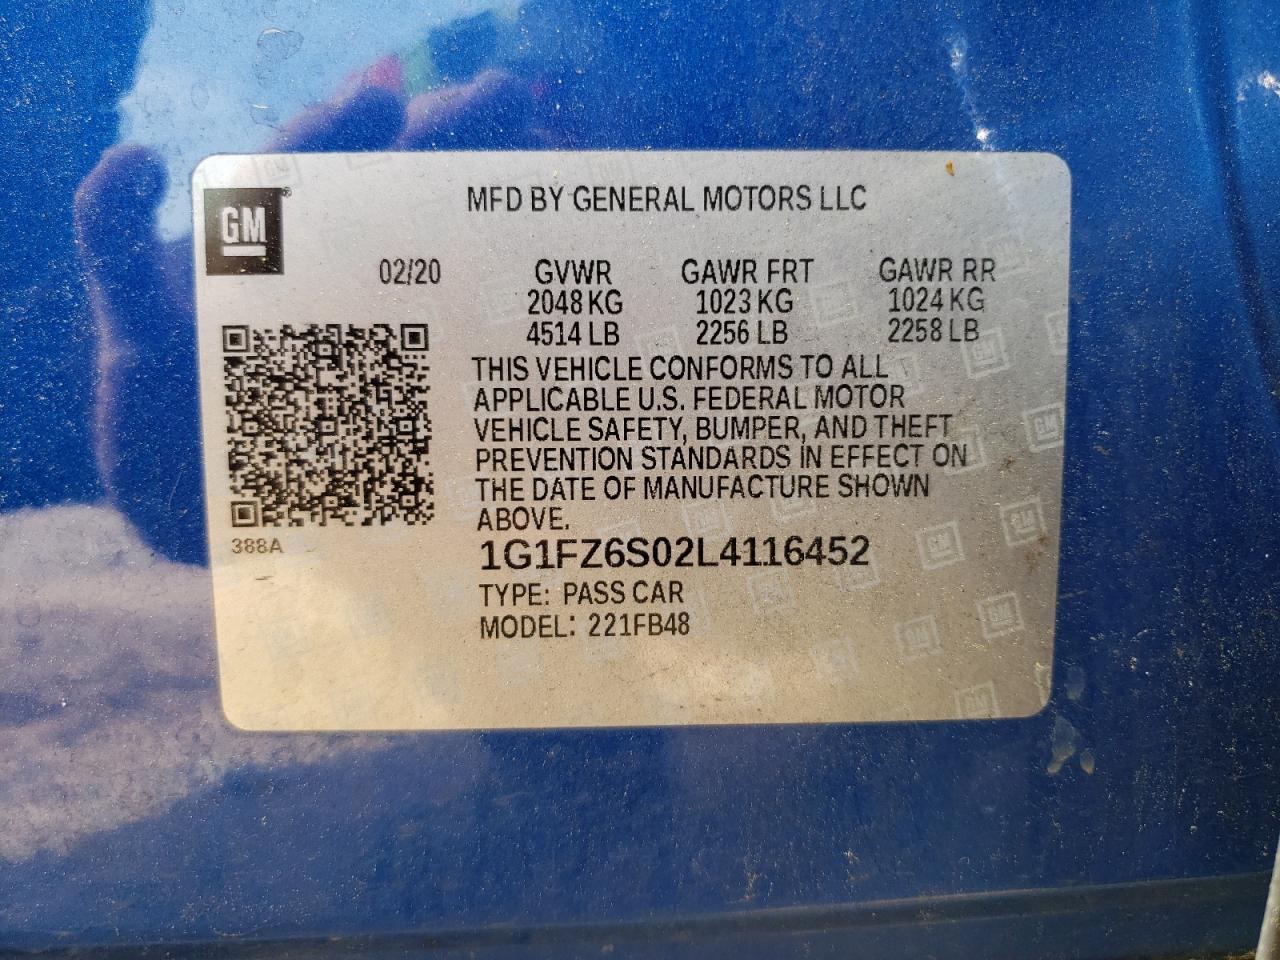 MFD BY GENERAL MOTORS LLC
GM®
02/20 GVWR GAWR FRT GAWR RR
2048 KG 1023 KG 1024 KG
4514 LB 2256 LB 2258 LB
THIS VEHICLE CONFORMS TO ALL
APPLICABLE U.S. FEDERAL MOTOR
VEHICLE SAFETY, BUMPER, AND THEFT
PREVENTION STANDARDS IN EFFECT ON
THE DATE OF MANUFACTURE SHOWN
ABOVE.
388A
1G1FZ6S02L4116452
TYPE: PASS CAR
MODEL: 221FB48